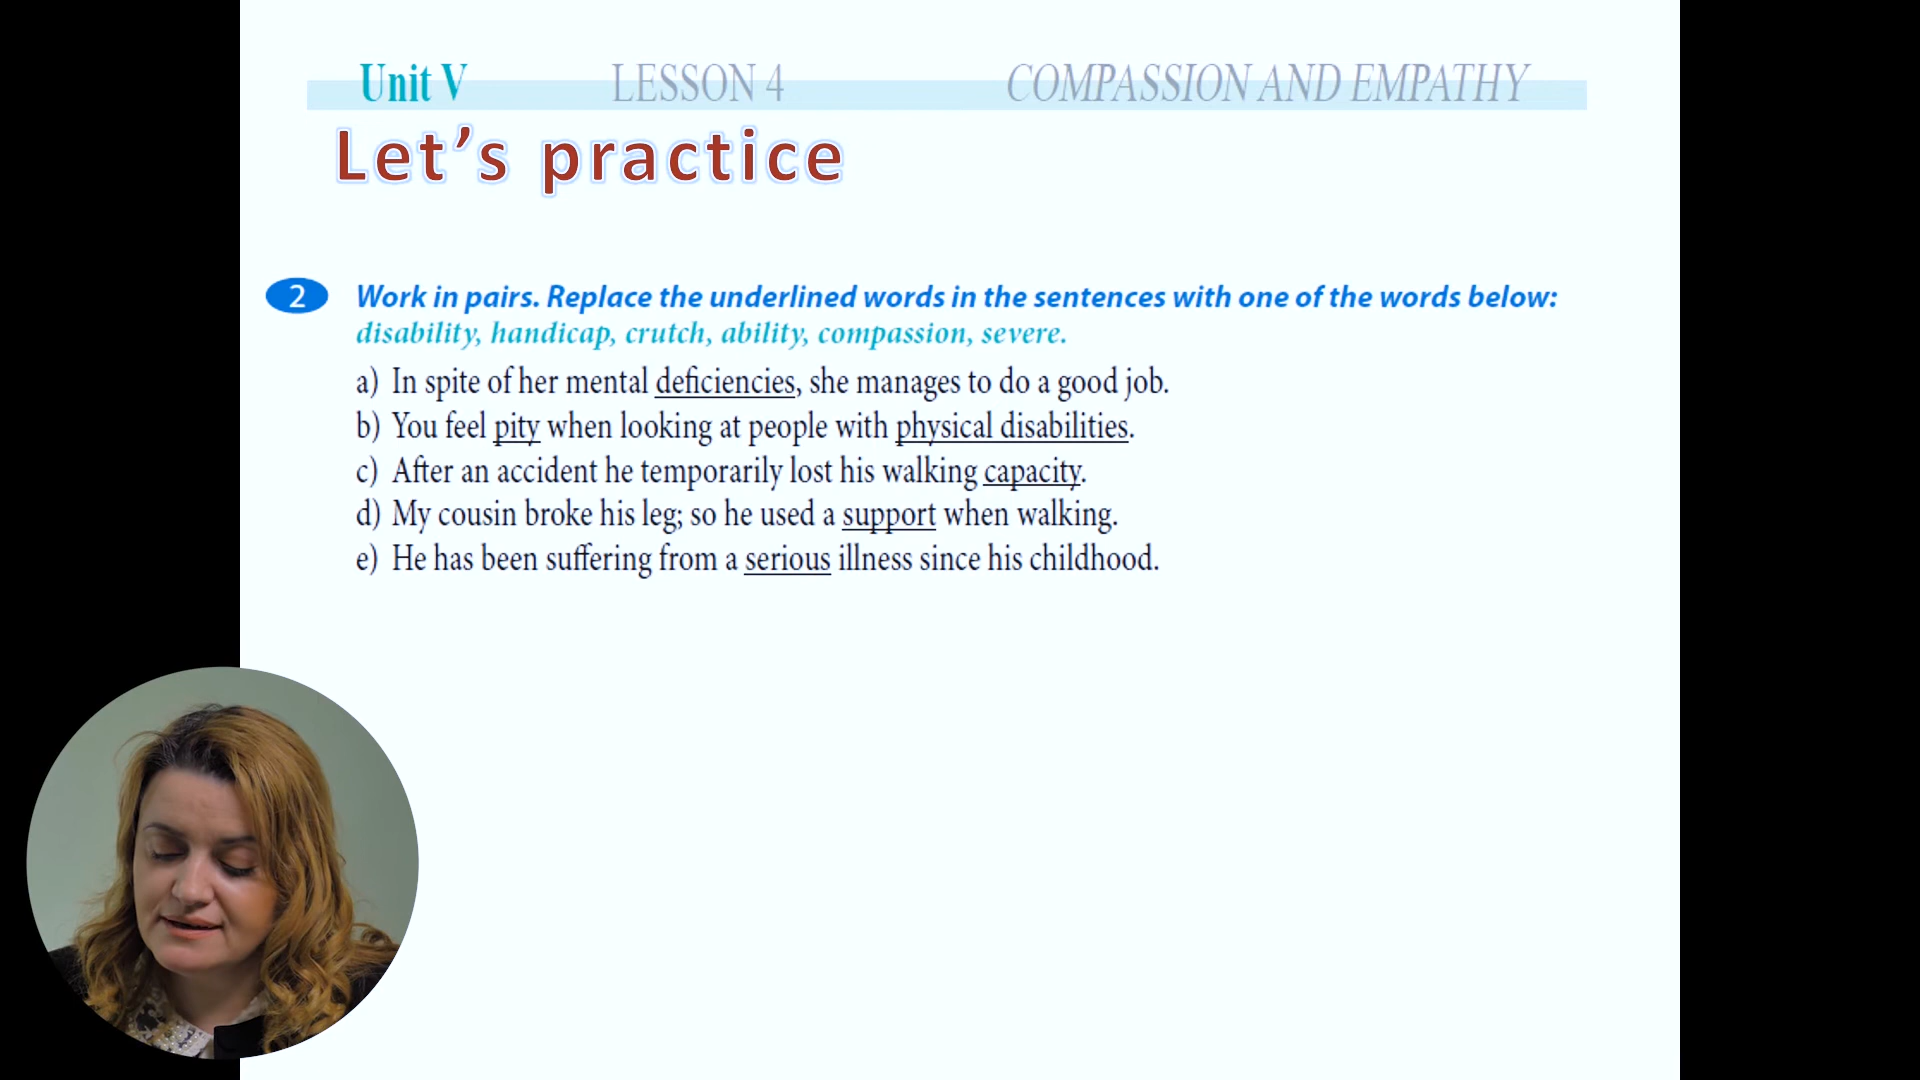 Unit V LESSON 4 COMPASSION AND EMPATHY
Let’s practice
2 Work in pairs. Replace the underlined words in the sentences with one of the words below:
disability, handicap, crutch, ability, compassion, severe.
a) In spite of her mental deficiencies, she manages to do a good job.
b) You feel pity when looking at people with physical disabilities.
c) After an accident he temporarily lost his walking capacity.
d) My cousin broke his leg; so he used a support when walking.
e) He has been suffering from a serious illness since his childhood.